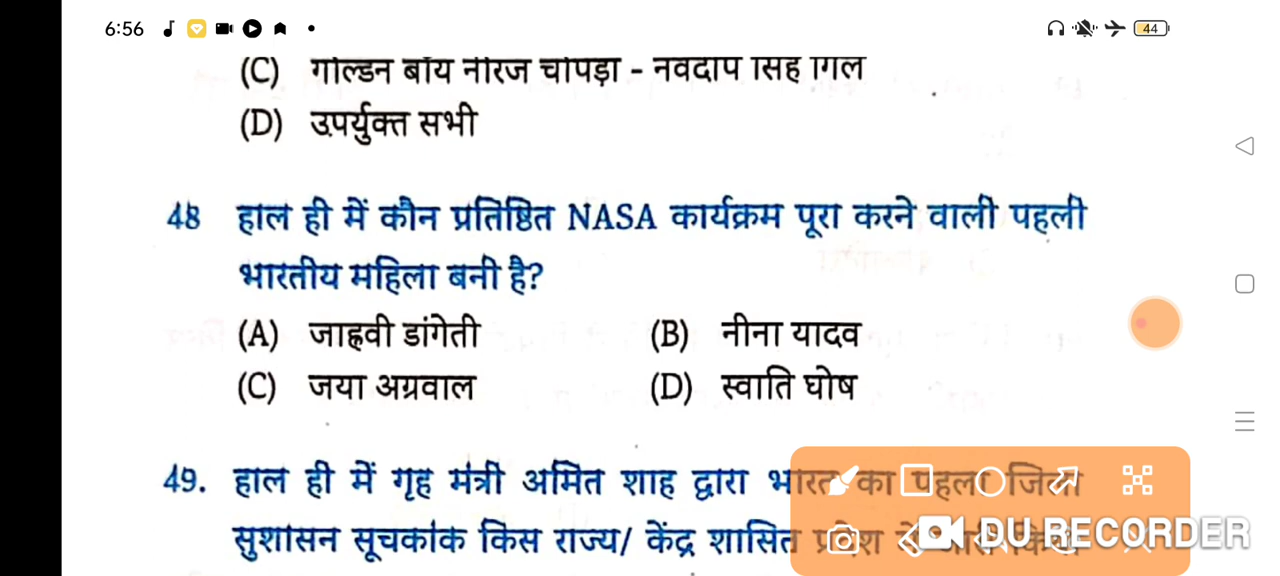 6:56
44
(C) गोल्डन बॉय नीरज चोपड़ा - नवदीप सिंह गिल
(D) उपर्युक्त सभी
48 हाल ही में कौन प्रतिष्ठित NASA कार्यक्रम पूरा करने वाली पहली
भारतीय महिला बनी है?
(A) जाह्नवी डांगेती (B) नीना यादव
(C) जया अग्रवाल (D) स्वाति घोष
49. हाल ही में गृह मंत्री अमित शाह द्वारा भारत का पहला जिला
सुशासन सूचकांक किस राज्य/ केंद्र शासित प्रदेश
DU RECORDER